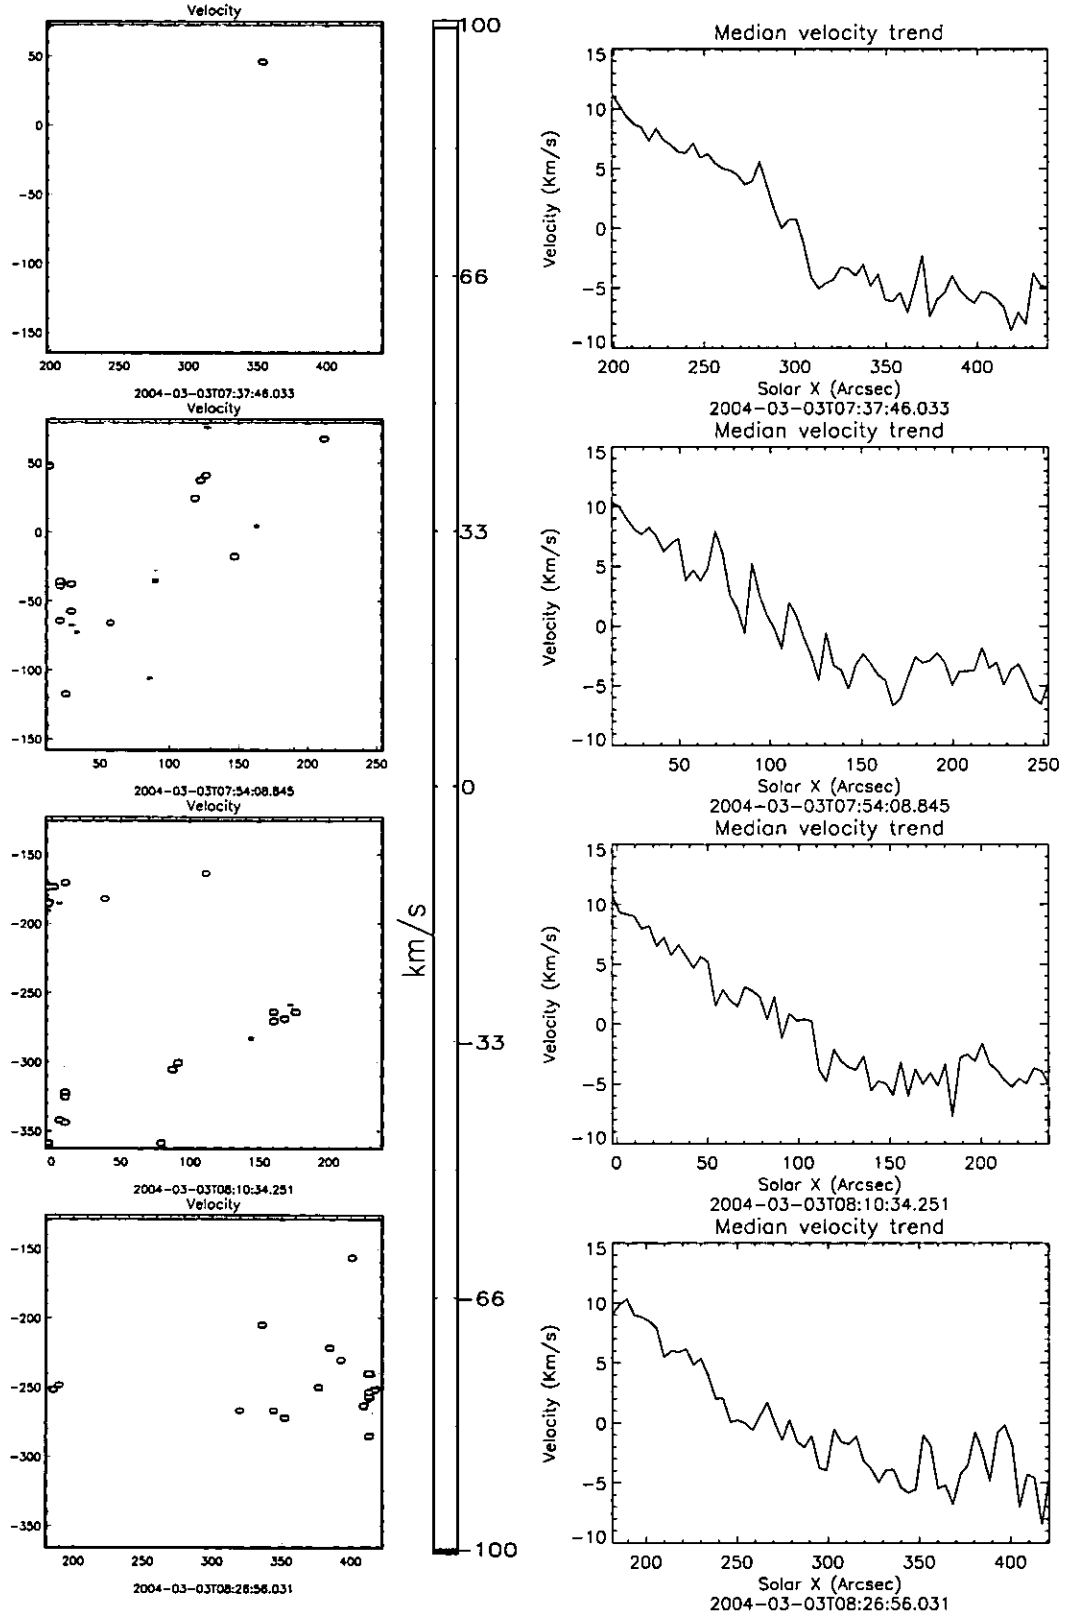 Velocity
50
0
−50
−100
−150
200 250 300 350 400
2004−03−03T07:37:46.033
Velocity
50
0
−50
−100
−150
50 100 150 200 250
2004−03−03T07:54:08.845
Velocity
−150
−200
−250
−300
−350
0 50 100 150 200
2004−03−03T08:10:34.251
Velocity
−150
−200
−250
−300
−350
200 250 300 350 400
2004−03−03T08:26:56.031
100
66
33
0
−33
−66
−100
km/s
Median velocity trend
15
10
5
0
−5
−10
Velocity (Km/s)
200 250 300 350 400
Solar X (Arcsec)
2004−03−03T07:37:46.033
Median velocity trend
15
10
5
0
−5
−10
Velocity (Km/s)
50 100 150 200 250
Solar X (Arcsec)
2004−03−03T07:54:08.845
Median velocity trend
15
10
5
0
−5
−10
Velocity (Km/s)
0 50 100 150 200
Solar X (Arcsec)
2004−03−03T08:10:34.251
Median velocity trend
15
10
5
0
−5
−10
Velocity (Km/s)
200 250 300 350 400
Solar X (Arcsec)
2004−03−03T08:26:56.031